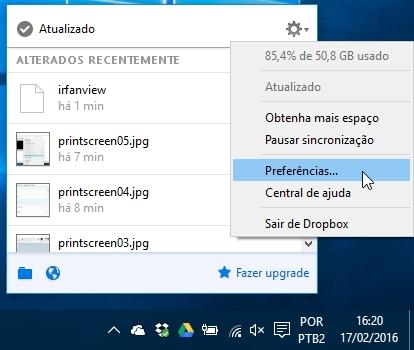 Atualizado
ALTERADOS RECENTEMENTE
irfanview
há 1 min
printscreen05.jpg
há 7 min
printscreen04.jpg
há 8 min
printscreen03.jpg
Fazer upgrade
85,4% de 50,8 GB usado
Atualizado
Obtenha mais espaço
Pausar sincronização
Preferências...
Central de ajuda
Sair de Dropbox
POR
PTB2
16:20
17/02/2016